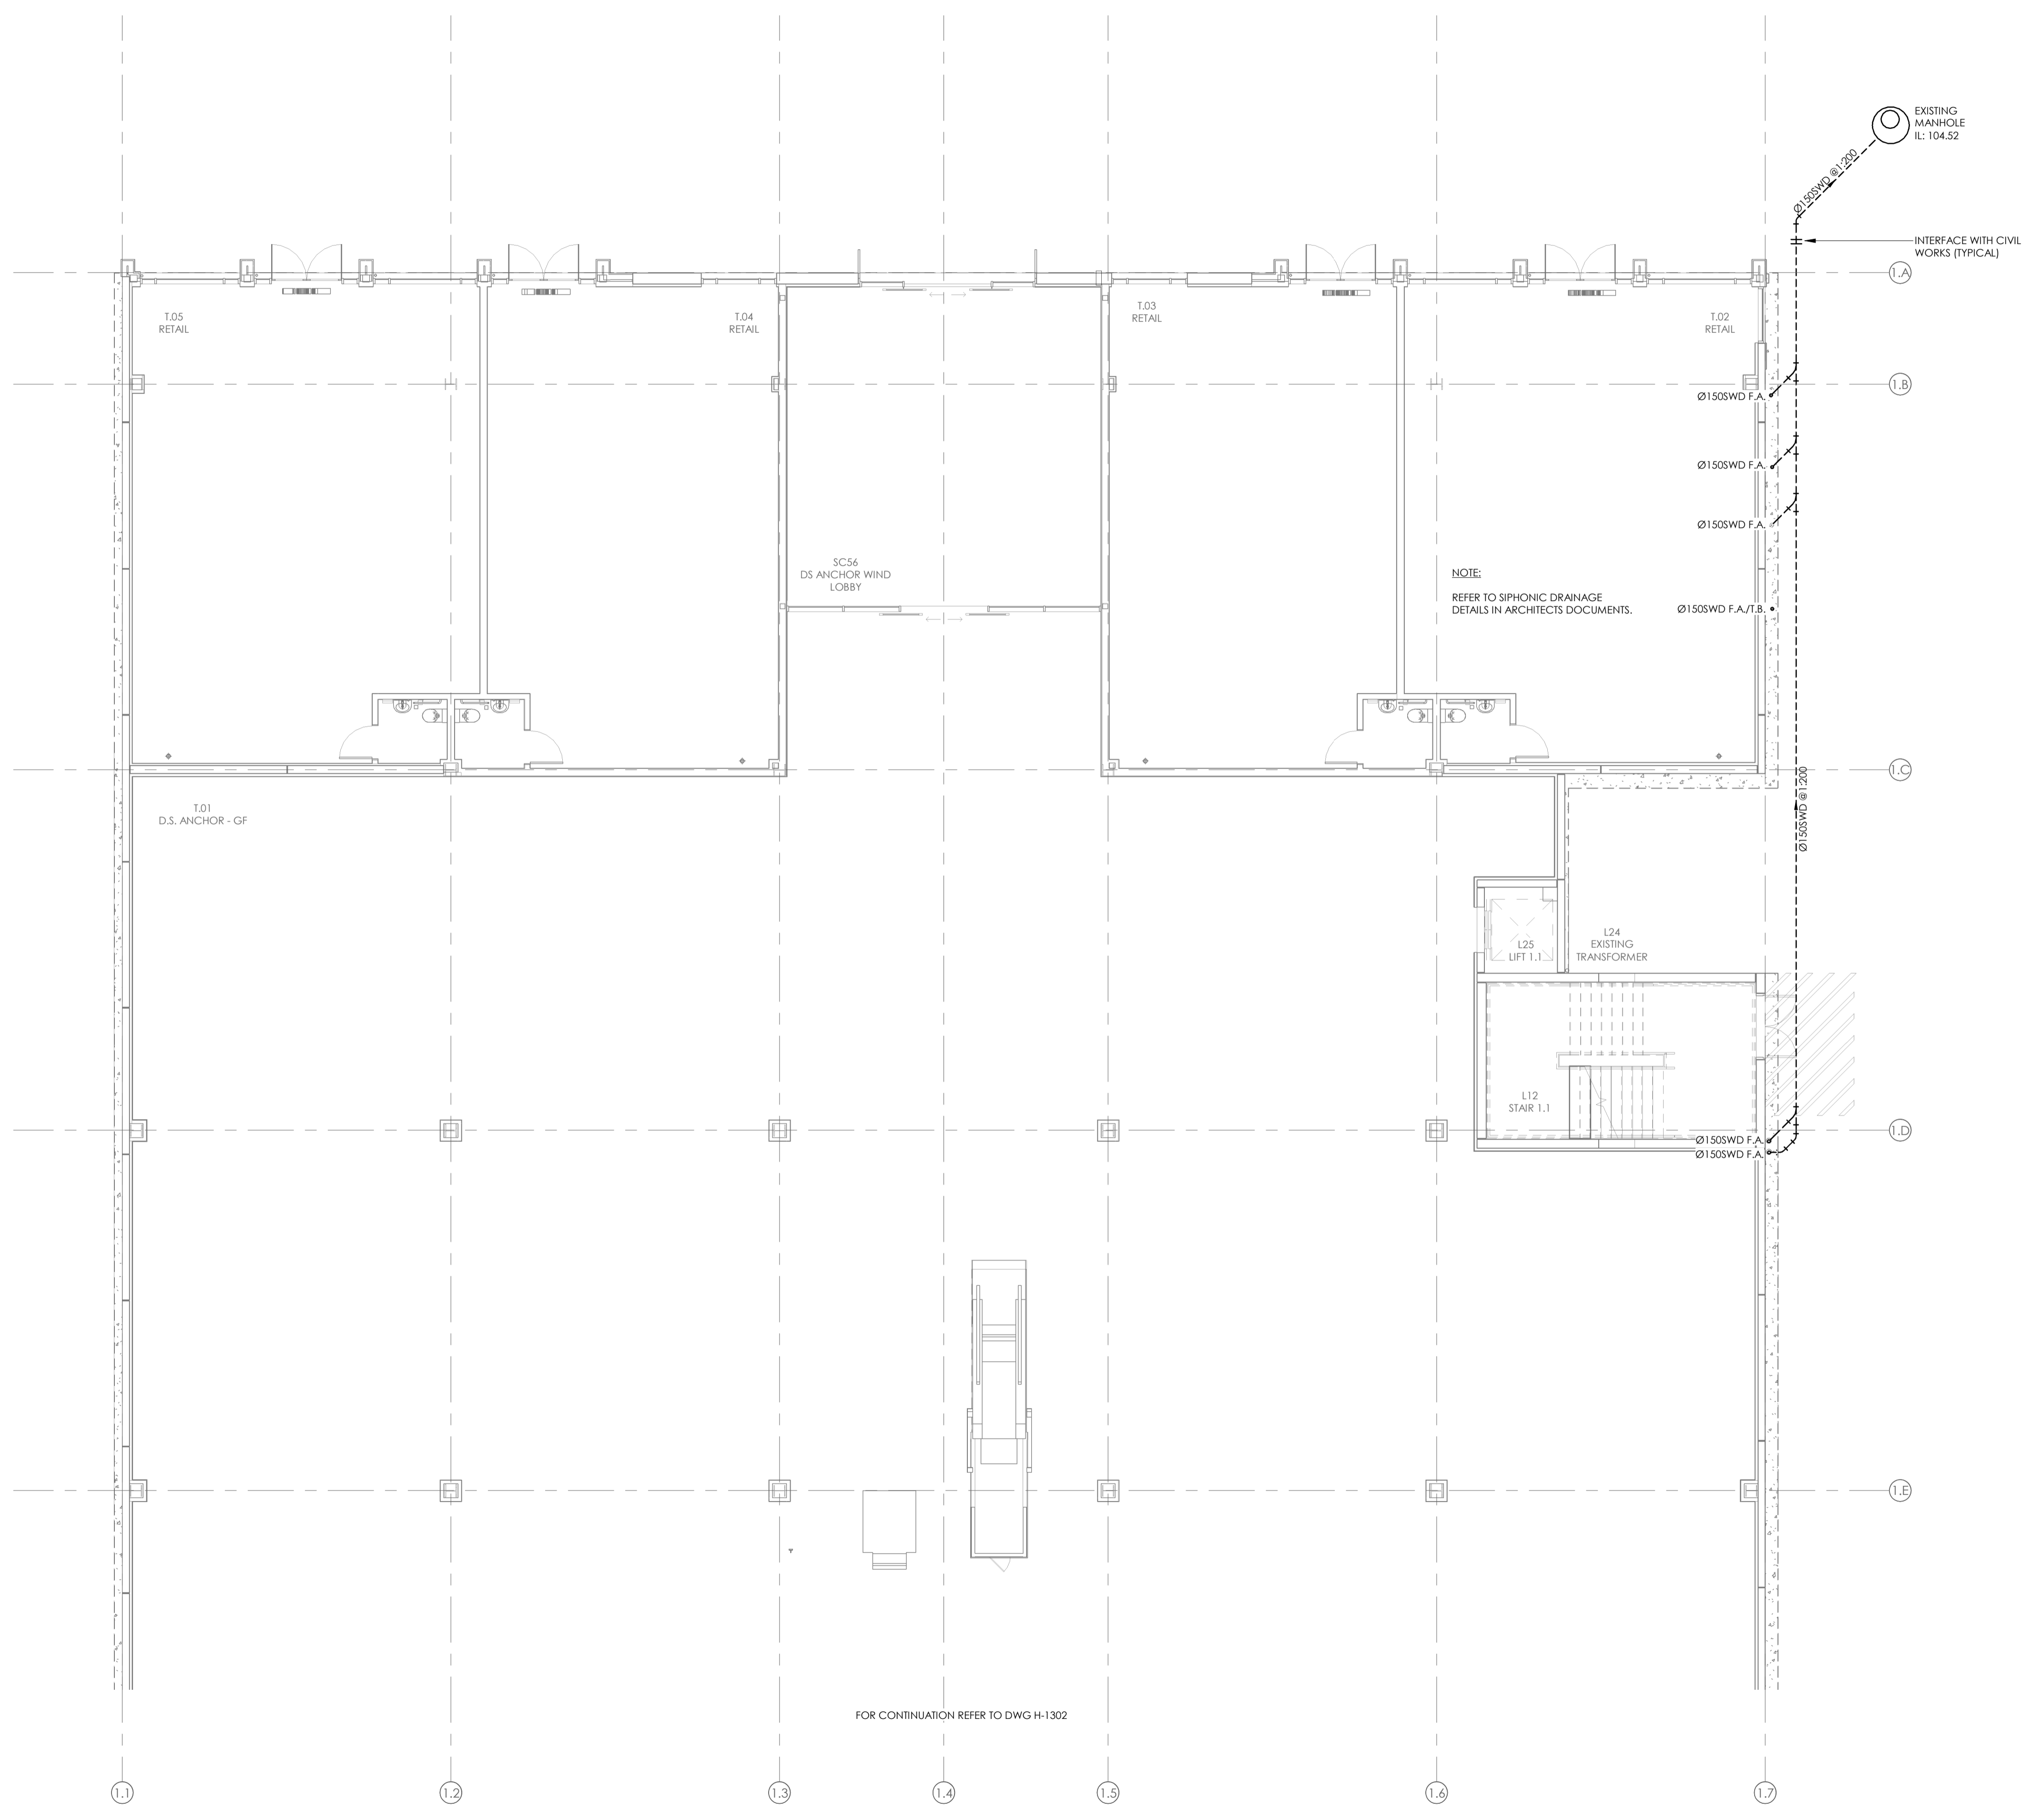 EXISTING
MANHOLE
IL: 104.52
Ø150SWD @1:200
INTERFACE WITH CIVIL
WORKS (TYPICAL)
1.A
T.05
RETAIL
T.04
RETAIL
T.03
RETAIL
T.02
RETAIL
1.B
Ø150SWD F.A.
Ø150SWD F.A.
Ø150SWD F.A.
SC56
DS ANCHOR WIND
LOBBY
NOTE:
REFER TO SIPHONIC DRAINAGE
DETAILS IN ARCHITECTS DOCUMENTS.
Ø150SWD F.A./T.B.
1.C
T.01
D.S. ANCHOR - GF
Ø150SWD @1:200
L25
LIFT 1.1
L24
EXISTING
TRANSFORMER
L12
STAIR 1.1
1.D
Ø150SWD F.A.
Ø150SWD F.A.
1.E
FOR CONTINUATION REFER TO DWG H-1302
1.1
1.2
1.3
1.4
1.5
1.6
1.7